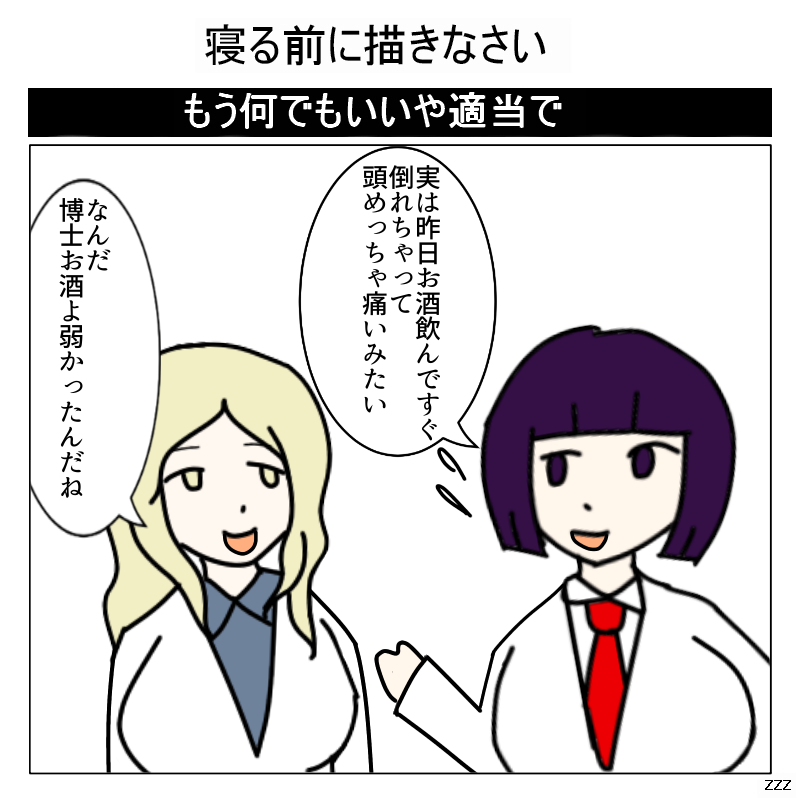 寝る前に描きなさい
もう何でもいいや適当で
実は昨日お酒飲んですぐ
倒れちゃって
頭めっちゃ痛いみたい
なんだ
博士お酒よ弱かったんだね
ZZZ